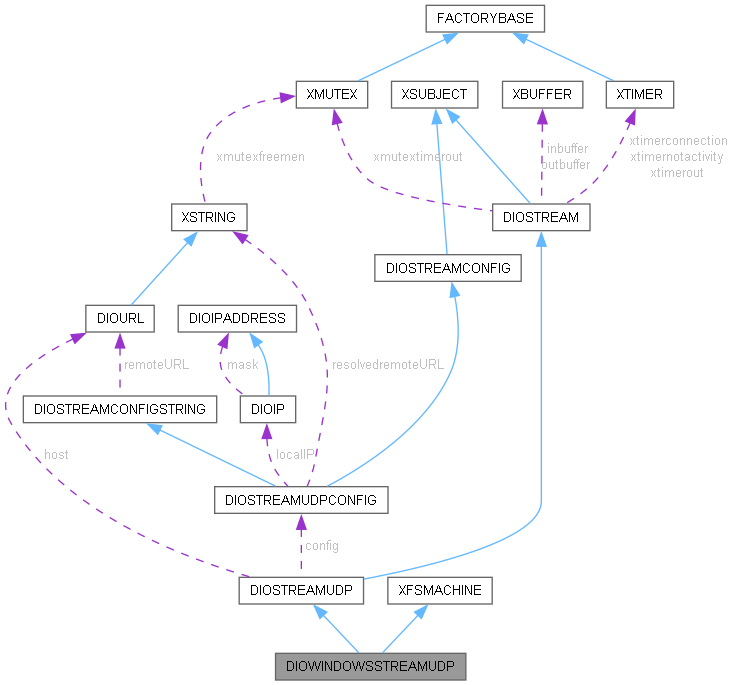 FACTORYBASE
XMUTEX
XSUBJECT
XBUFFER
XTIMER
xmutexfreemen
xmutextimerout
inbuffer
outbuffer
xtimerconnection
xtimernotactivity
xtimerout
XSTRING
DIOSTREAM
DIOSTREAMCONFIG
DIOURL
DIOIPADDRESS
remoteURL
mask
resolvedremoteURL
DIOSTREAMCONFIGSTRING
DIOIP
host
localIP
DIOSTREAMUDPCONFIG
config
DIOSTREAMUDP
XFSMACHINE
DIOWINDOWSSTREAMUDP